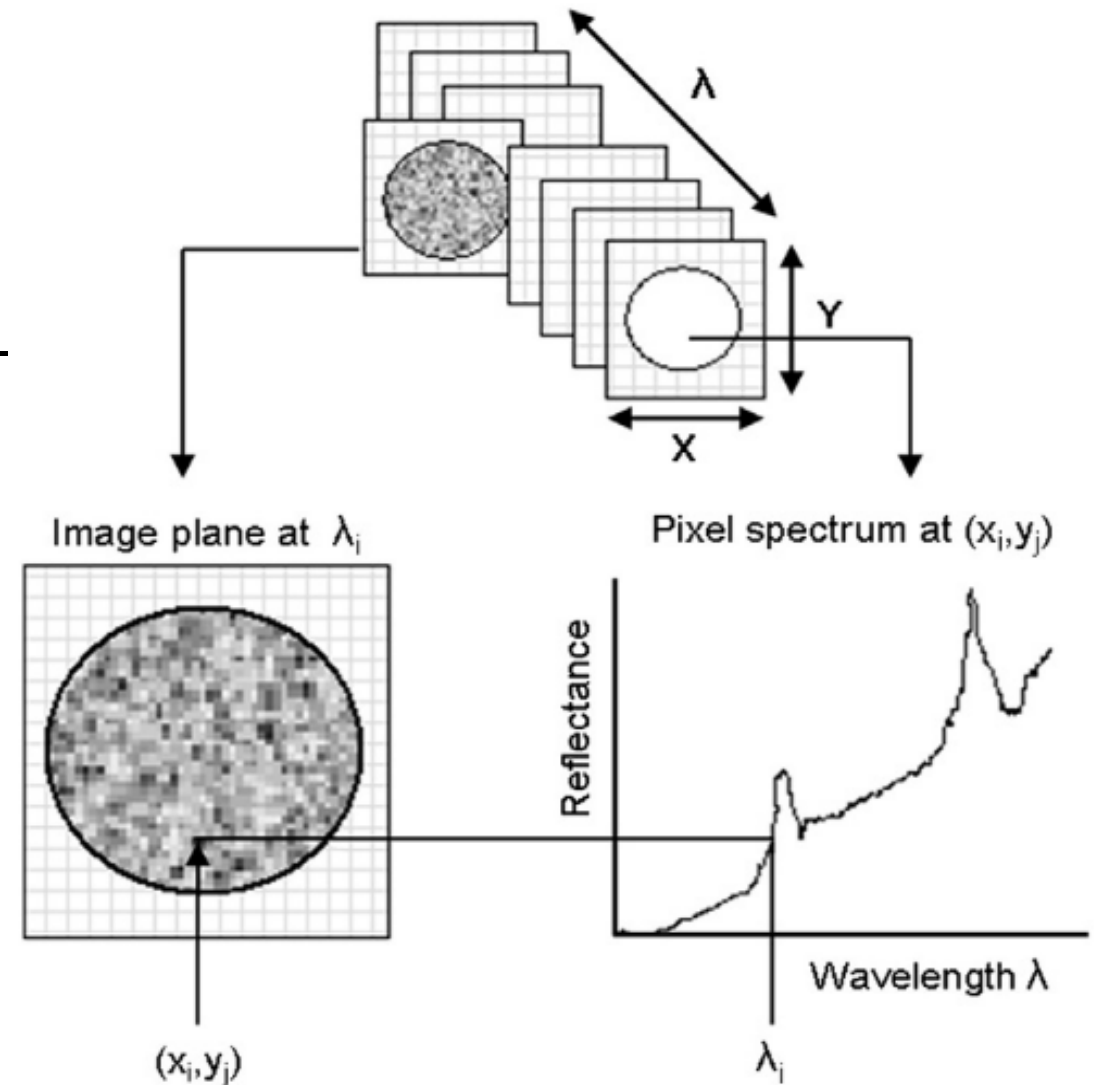 λ
Y
X
Image plane at λᵢ
Pixel spectrum at (xᵢ,yⱼ)
Reflectance
Wavelength λ
(xᵢ,yⱼ)
λᵢ